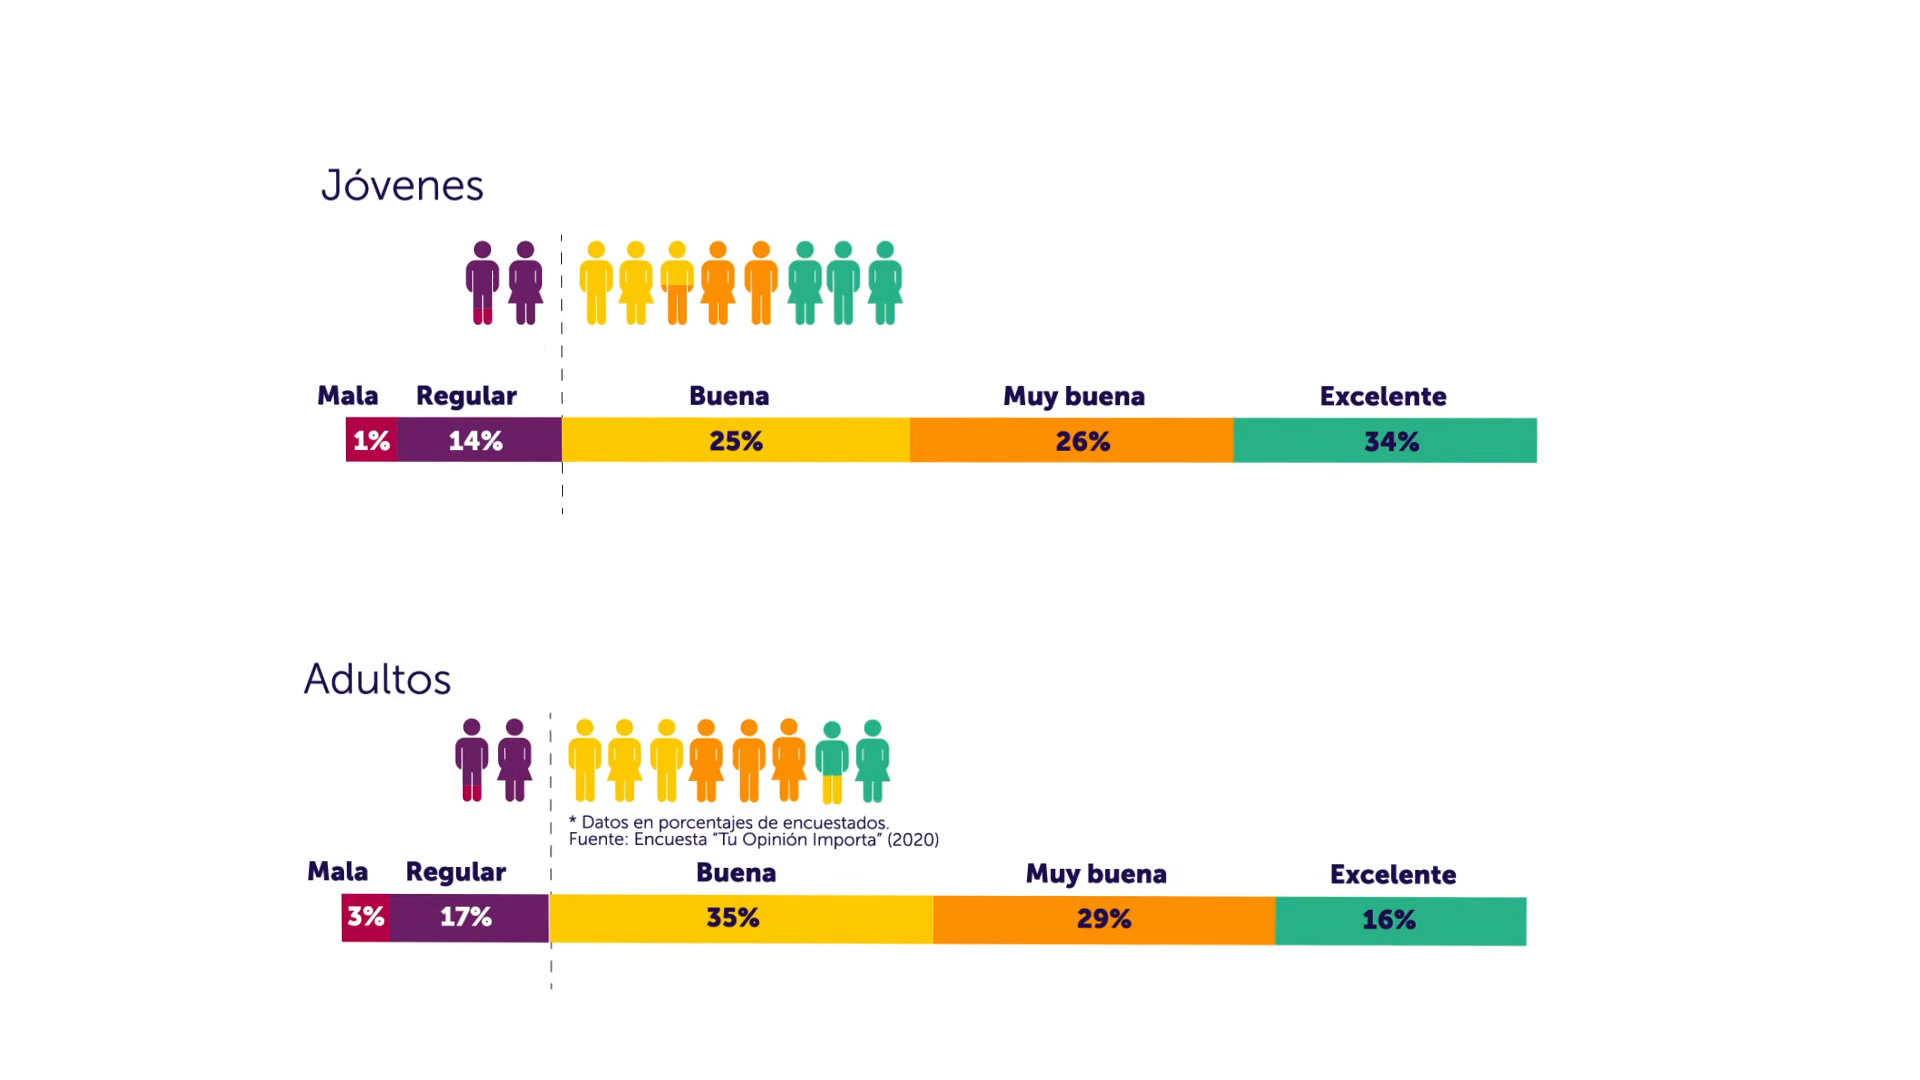 Jóvenes
Mala Regular Buena Muy buena Excelente
1% 14% 25% 26% 34%
Adultos
* Datos en porcentajes de encuestados.
Fuente: Encuesta “Tu Opinión Importa” (2020)
Mala Regular Buena Muy buena Excelente
3% 17% 35% 29% 16%